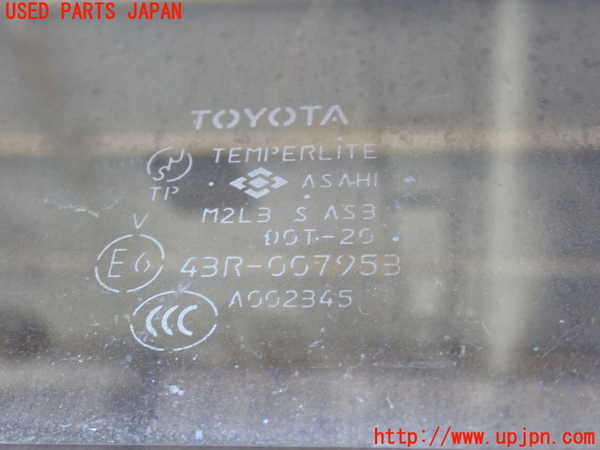 USED PARTS JAPAN
TOYOTA
TEMPERLITE
TP
ASAHI
M2L3 S AS3
DOT-20
V
E6
43R-007953
CCC
A002345
http://www.upjpn.com/